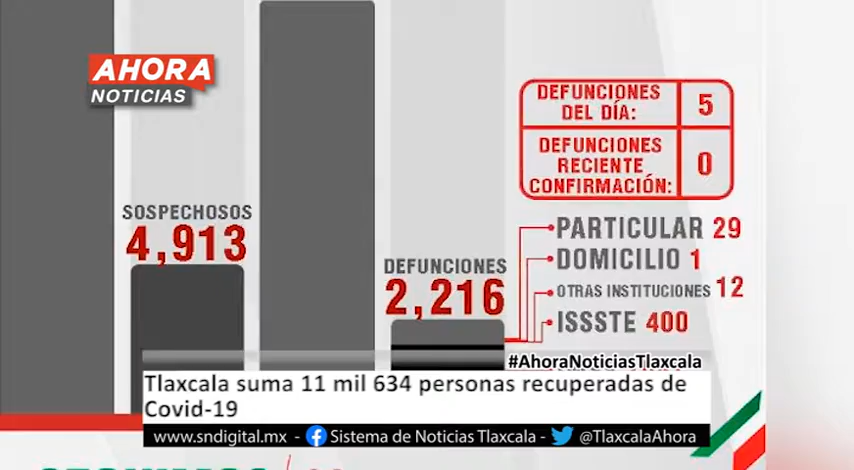 AHORA
NOTICIAS
SOSPECHOSOS
4,913
DEFUNCIONES
2,216
DEFUNCIONES
DEL DÍA:
5
DEFUNCIONES
RECIENTE
CONFIRMACIÓN:
0
PARTICULAR 29
DOMICILIO 1
OTRAS INSTITUCIONES 12
ISSSTE 400
#AhoraNoticiasTlaxcala
Tlaxcala suma 11 mil 634 personas recuperadas de
Covid-19
www.sndigital.mx - Sistema de Noticias Tlaxcala - @TlaxcalaAhora